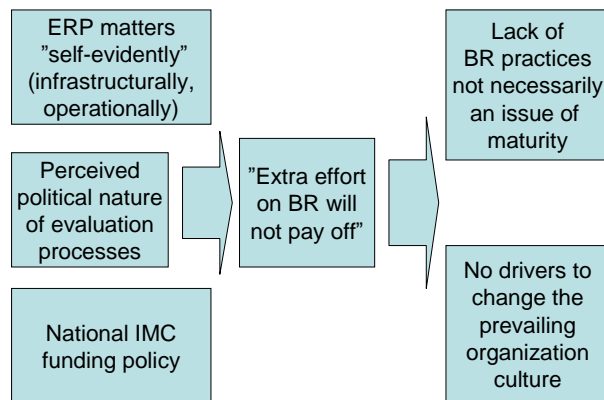 ERP matters
”self-evidently”
(infrastructurally,
operationally)
Perceived
political nature
of evaluation
processes
National IMC
funding policy
”Extra effort
on BR will
not pay off”
Lack of
BR practices
not necessarily
an issue of
maturity
No drivers to
change the
prevailing
organization
culture